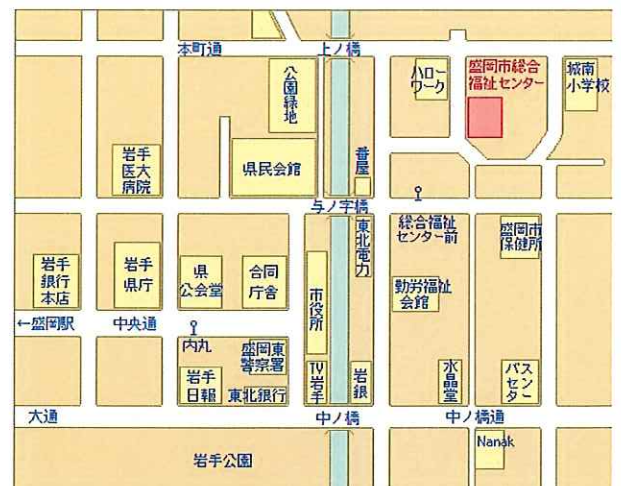 本町通
上ノ橋
公園緑地
ハロー
ワーク
盛岡市総合
福祉センター
城南
小学校
岩手
医大
病院
県民会館
番屋
与ノ字橋
総合福祉
センター前
盛岡市
保健所
東北電力
岩手
銀行
本店
岩手
県庁
県
公会堂
合同
庁舎
市役所
勤労福祉
会館
←盛岡駅
中央通
内丸
盛岡東
警察署
岩手
日報
東北銀行
TV岩手
岩銀
水晶堂
バス
センター
大通
中ノ橋
中ノ橋通
Nanak
岩手公園